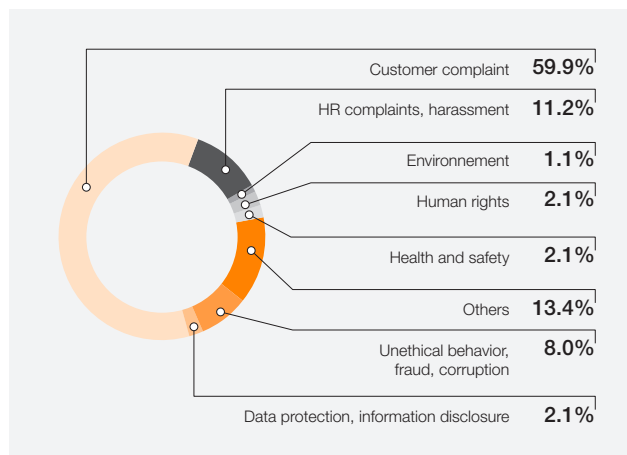 Customer complaint 59.9%
HR complaints, harassment 11.2%
Environnement 1.1%
Human rights 2.1%
Health and safety 2.1%
Others 13.4%
Unethical behavior, 8.0%
fraud, corruption
Data protection, information disclosure 2.1%